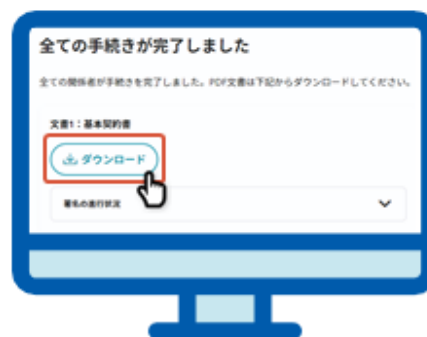 全ての手続きが完了しました
全ての関係者が手続きを完了しました。PDF文書は下記からダウンロードしてください。
文書1：基本契約書
ダウンロード
署名の進行状況